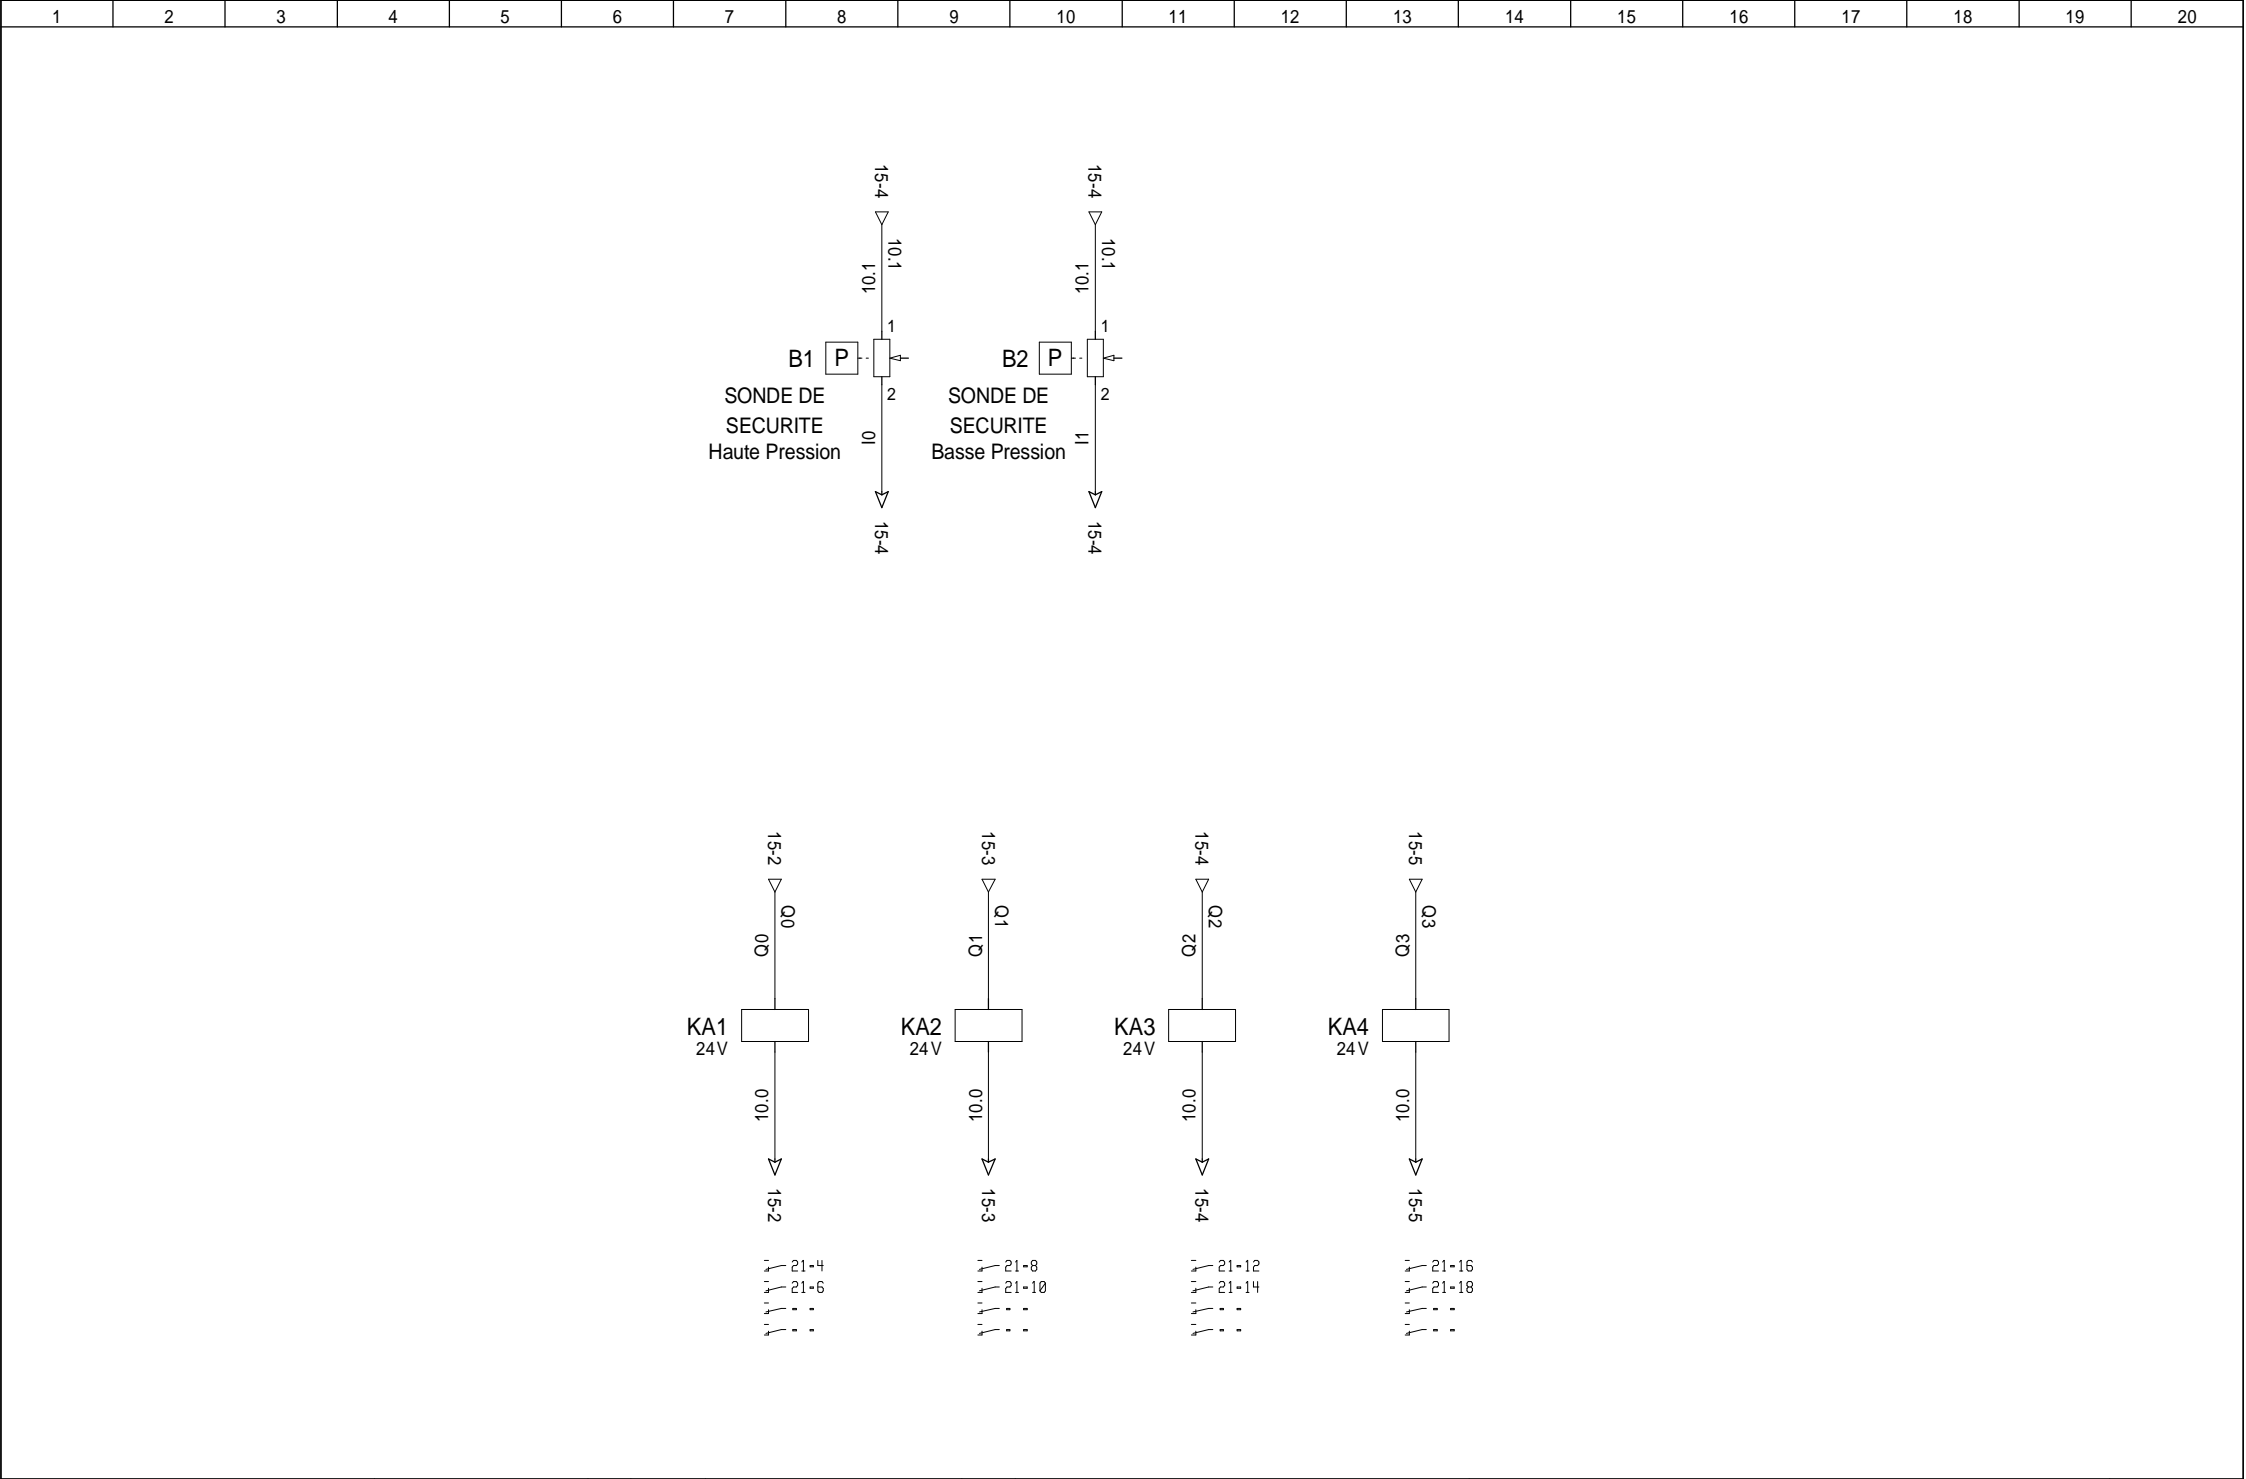 1 2 3 4 5 6 7 8 9 10 11 12 13 14 15 16 17 18 19 20
15-4 15-4
10.1 10.1
10.1 10.1
1 1
B1 P B2 P
2 2
SONDE DE SONDE DE
SECURITE SECURITE
I0 I1
Haute Pression Basse Pression
15-4 15-4
15-2 15-3 15-4 15-5
Q0 Q1 Q2 Q3
Q0 Q1 Q2 Q3
KA1 KA2 KA3 KA4
24V 24V 24V 24V
10.0 10.0 10.0 10.0
15-2 15-3 15-4 15-5
21-4 21-8 21-12 21-16
21-6 21-10 21-14 21-18
- - - - - - - -
- - - - - - - -